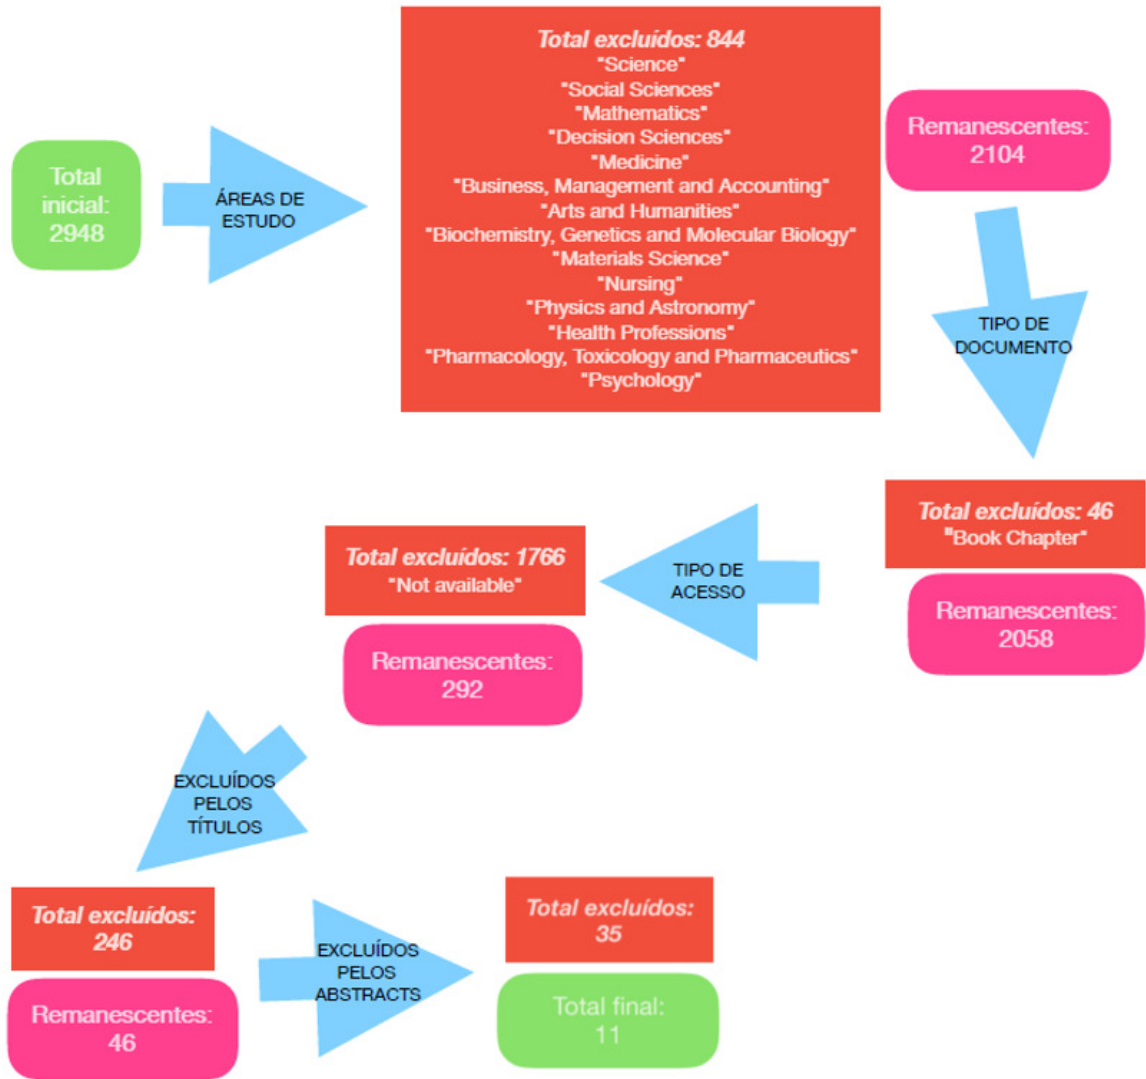 Total
inicial:
2948
ÁREAS DE
ESTUDO
Total excluídos: 844
"Science"
"Social Sciences"
"Mathematics"
"Decision Sciences"
"Medicine"
"Business, Management and Accounting"
"Arts and Humanities"
"Biochemistry, Genetics and Molecular Biology"
"Materials Science"
"Nursing"
"Physics and Astronomy"
"Health Professions"
"Pharmacology, Toxicology and Pharmaceutics"
"Psychology"
Remanescentes:
2104
TIPO DE
DOCUMENTO
Total excluídos: 46
"Book Chapter"
Remanescentes:
2058
TIPO DE
ACESSO
Total excluídos: 1766
"Not available"
Remanescentes:
292
EXCLUÍDOS
PELOS
TÍTULOS
Total excluídos:
246
Remanescentes:
46
EXCLUÍDOS
PELOS
ABSTRACTS
Total excluídos:
35
Total final:
11